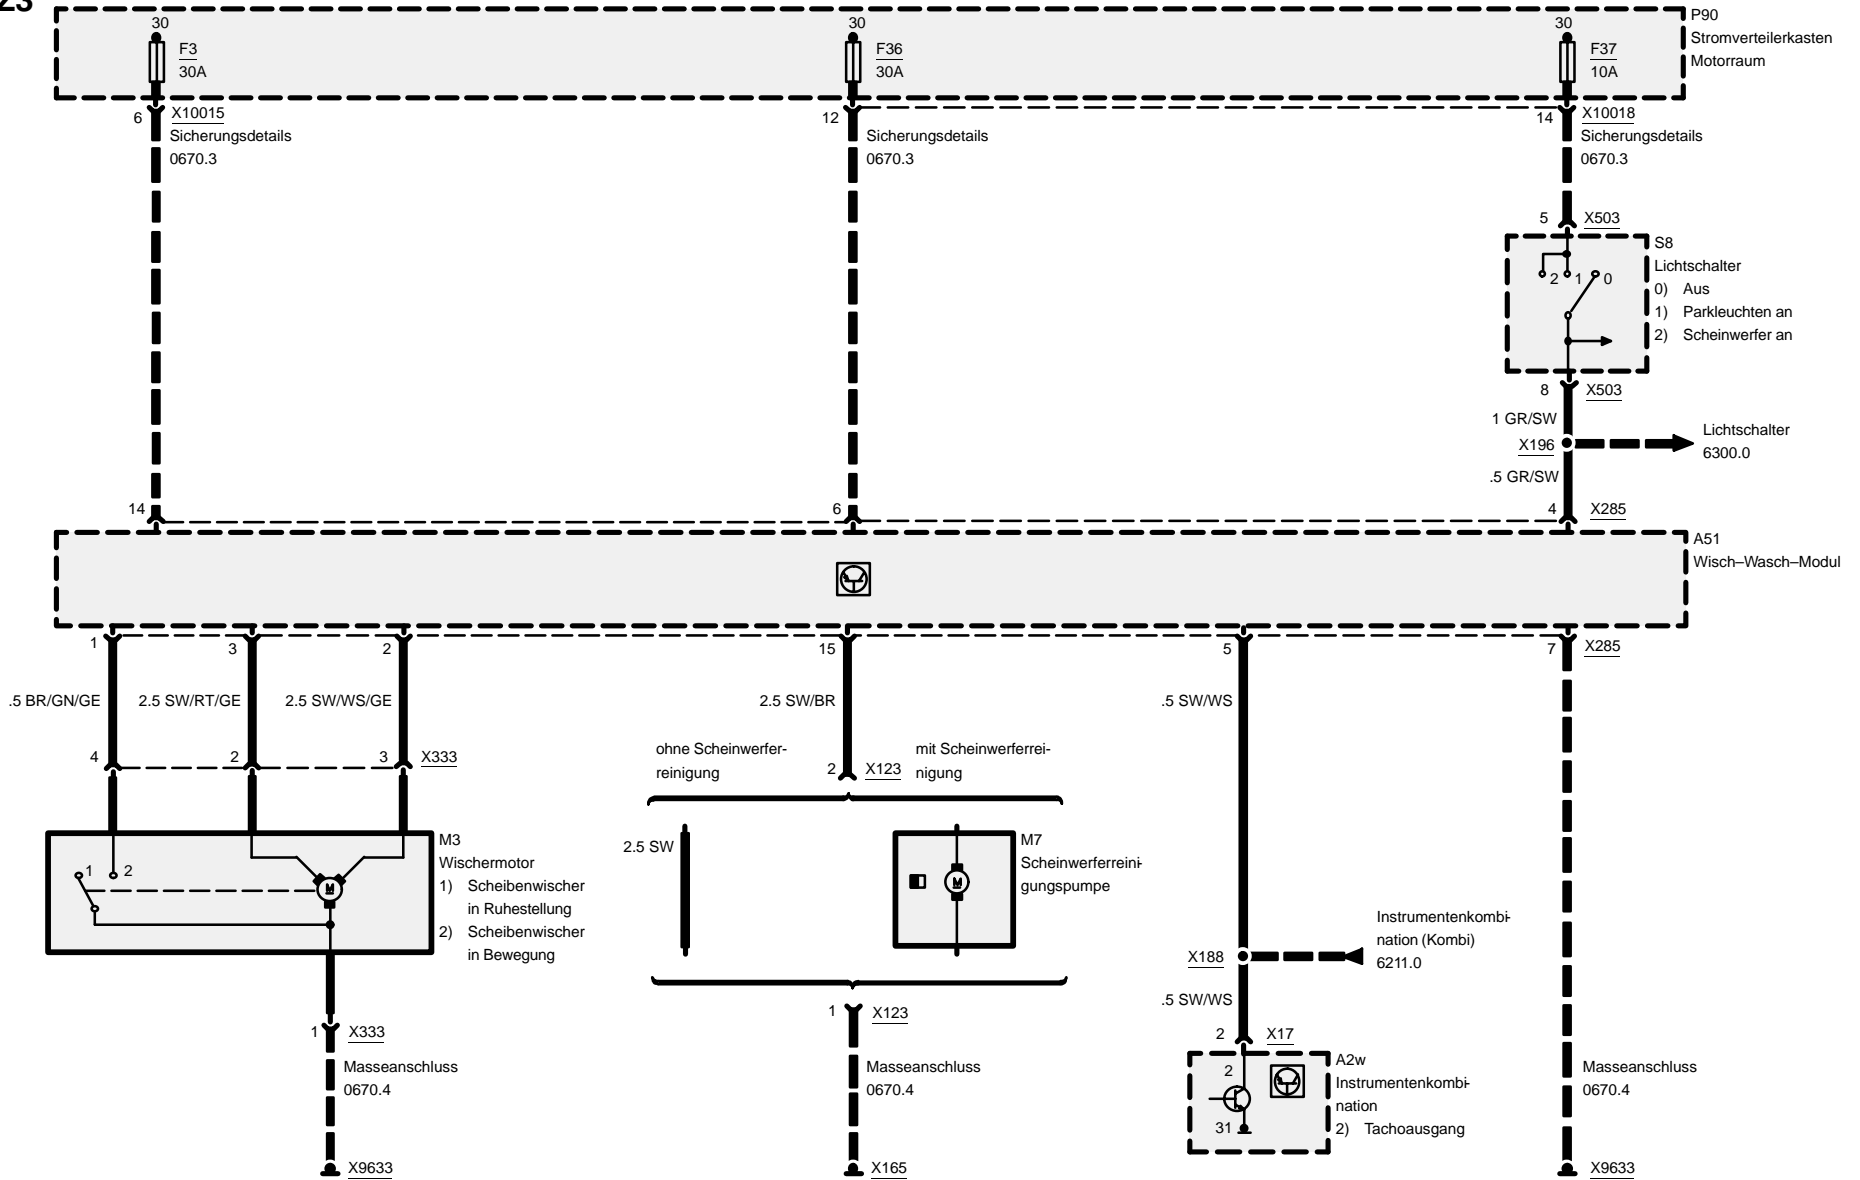 Z3
30
30
30
P90
Stromverteilerkasten
Motorraum
F3
30A
F36
30A
F37
10A
6
X10015
Sicherungsdetails
0670.3
12
Sicherungsdetails
0670.3
14
X10018
Sicherungsdetails
0670.3
5
X503
S8
Lichtschalter
0) Aus
1) Parkleuchten an
2) Scheinwerfer an
2 1 0
8
X503
1 GR/SW
X196
Lichtschalter
6300.0
.5 GR/SW
14
6
4
X285
A51
Wisch–Wasch–Modul
1
3
2
15
5
7
X285
.5 BR/GN/GE
2.5 SW/RT/GE
2.5 SW/WS/GE
2.5 SW/BR
.5 SW/WS
4
2
3
X333
ohne Scheinwerfer-
reinigung
2
X123
mit Scheinwerferrei-
nigung
M3
Wischermotor
1) Scheibenwischer
in Ruhestellung
2) Scheibenwischer
in Bewegung
1
2
M
2.5 SW
M
M7
Scheinwerferreini-
gungspumpe
X188
Instrumentenkombi-
nation (Kombi)
6211.0
.5 SW/WS
1
X333
Masseanschluss
0670.4
X9633
1
X123
Masseanschluss
0670.4
X165
2
X17
A2w
Instrumentenkombi-
nation
2) Tachoausgang
2
31
Masseanschluss
0670.4
X9633